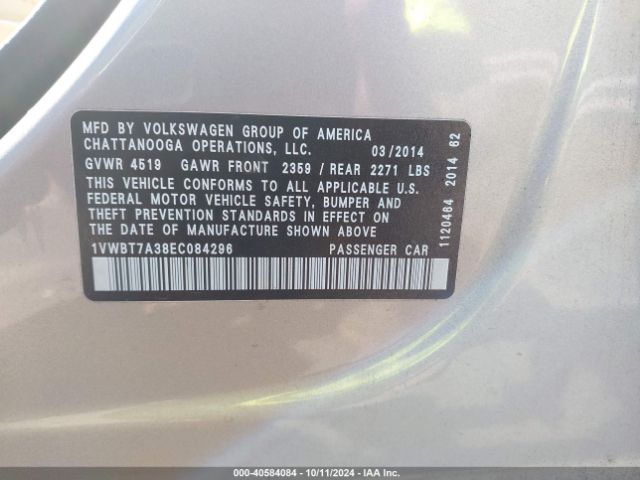 MFD BY VOLKSWAGEN GROUP OF AMERICA
CHATTANOOGA OPERATIONS, LLC. 03/2014
GVWR 4519 GAWR FRONT 2359 / REAR 2271 LBS
THIS VEHICLE CONFORMS TO ALL APPLICABLE U.S.
FEDERAL MOTOR VEHICLE SAFETY, BUMPER AND
THEFT PREVENTION STANDARDS IN EFFECT ON
THE DATE OF MANUFACTURE SHOWN ABOVE
1VWBT7A38EC084296 PASSENGER CAR
1120464 2014 62
000-40584084 - 10/11/2024 - IAA Inc.